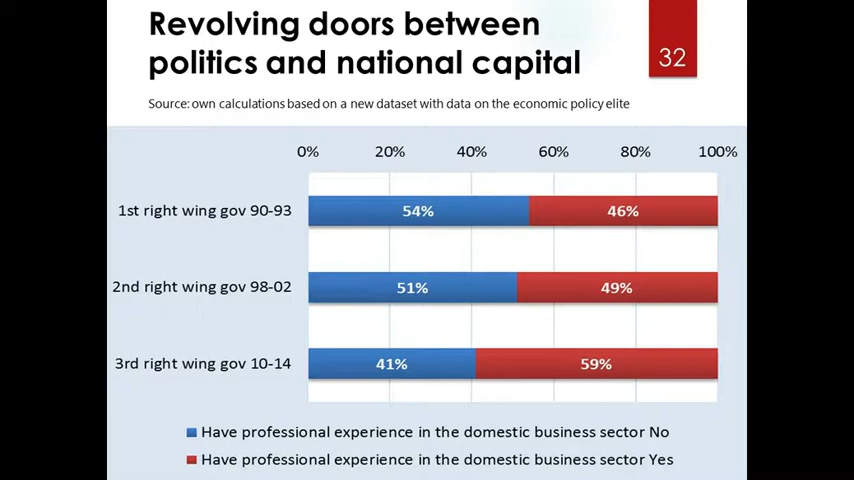 Revolving doors between
politics and national capital
32
Source: own calculations based on a new dataset with data on the economic policy elite
0% 20% 40% 60% 80% 100%
1st right wing gov 90-93 54% 46%
2nd right wing gov 98-02 51% 49%
3rd right wing gov 10-14 41% 59%
Have professional experience in the domestic business sector No
Have professional experience in the domestic business sector Yes